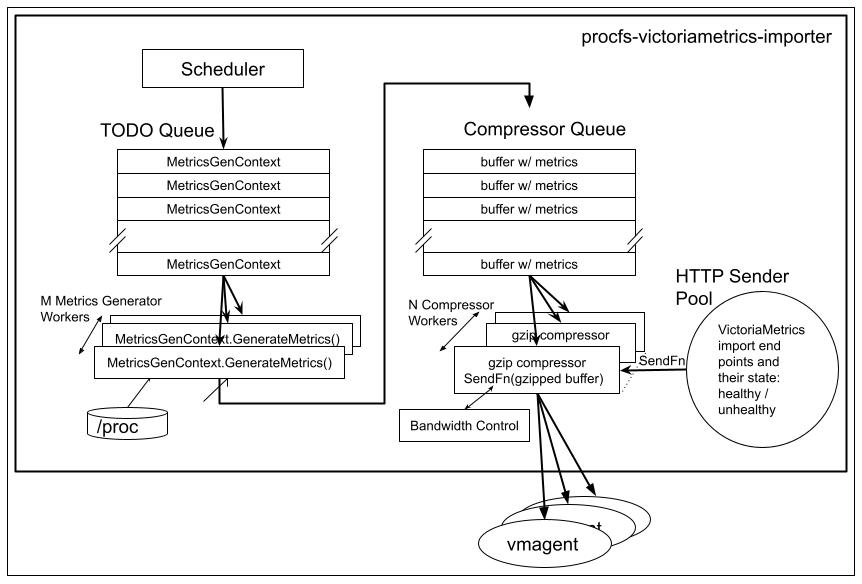 procfs-victoriametrics-importer
Scheduler
TODO Queue
MetricsGenContext
MetricsGenContext
MetricsGenContext
MetricsGenContext
M Metrics Generator
Workers
MetricsGenContext.GenerateMetrics()
MetricsGenContext.GenerateMetrics()
/proc
Compressor Queue
buffer w/ metrics
buffer w/ metrics
buffer w/ metrics
buffer w/ metrics
N Compressor
Workers
gzip compressor
gzip compressor
SendFn(gzipped buffer)
Bandwidth Control
HTTP Sender
Pool
SendFn
VictoriaMetrics
import end
points and
their state:
healthy /
unhealthy
vmagent